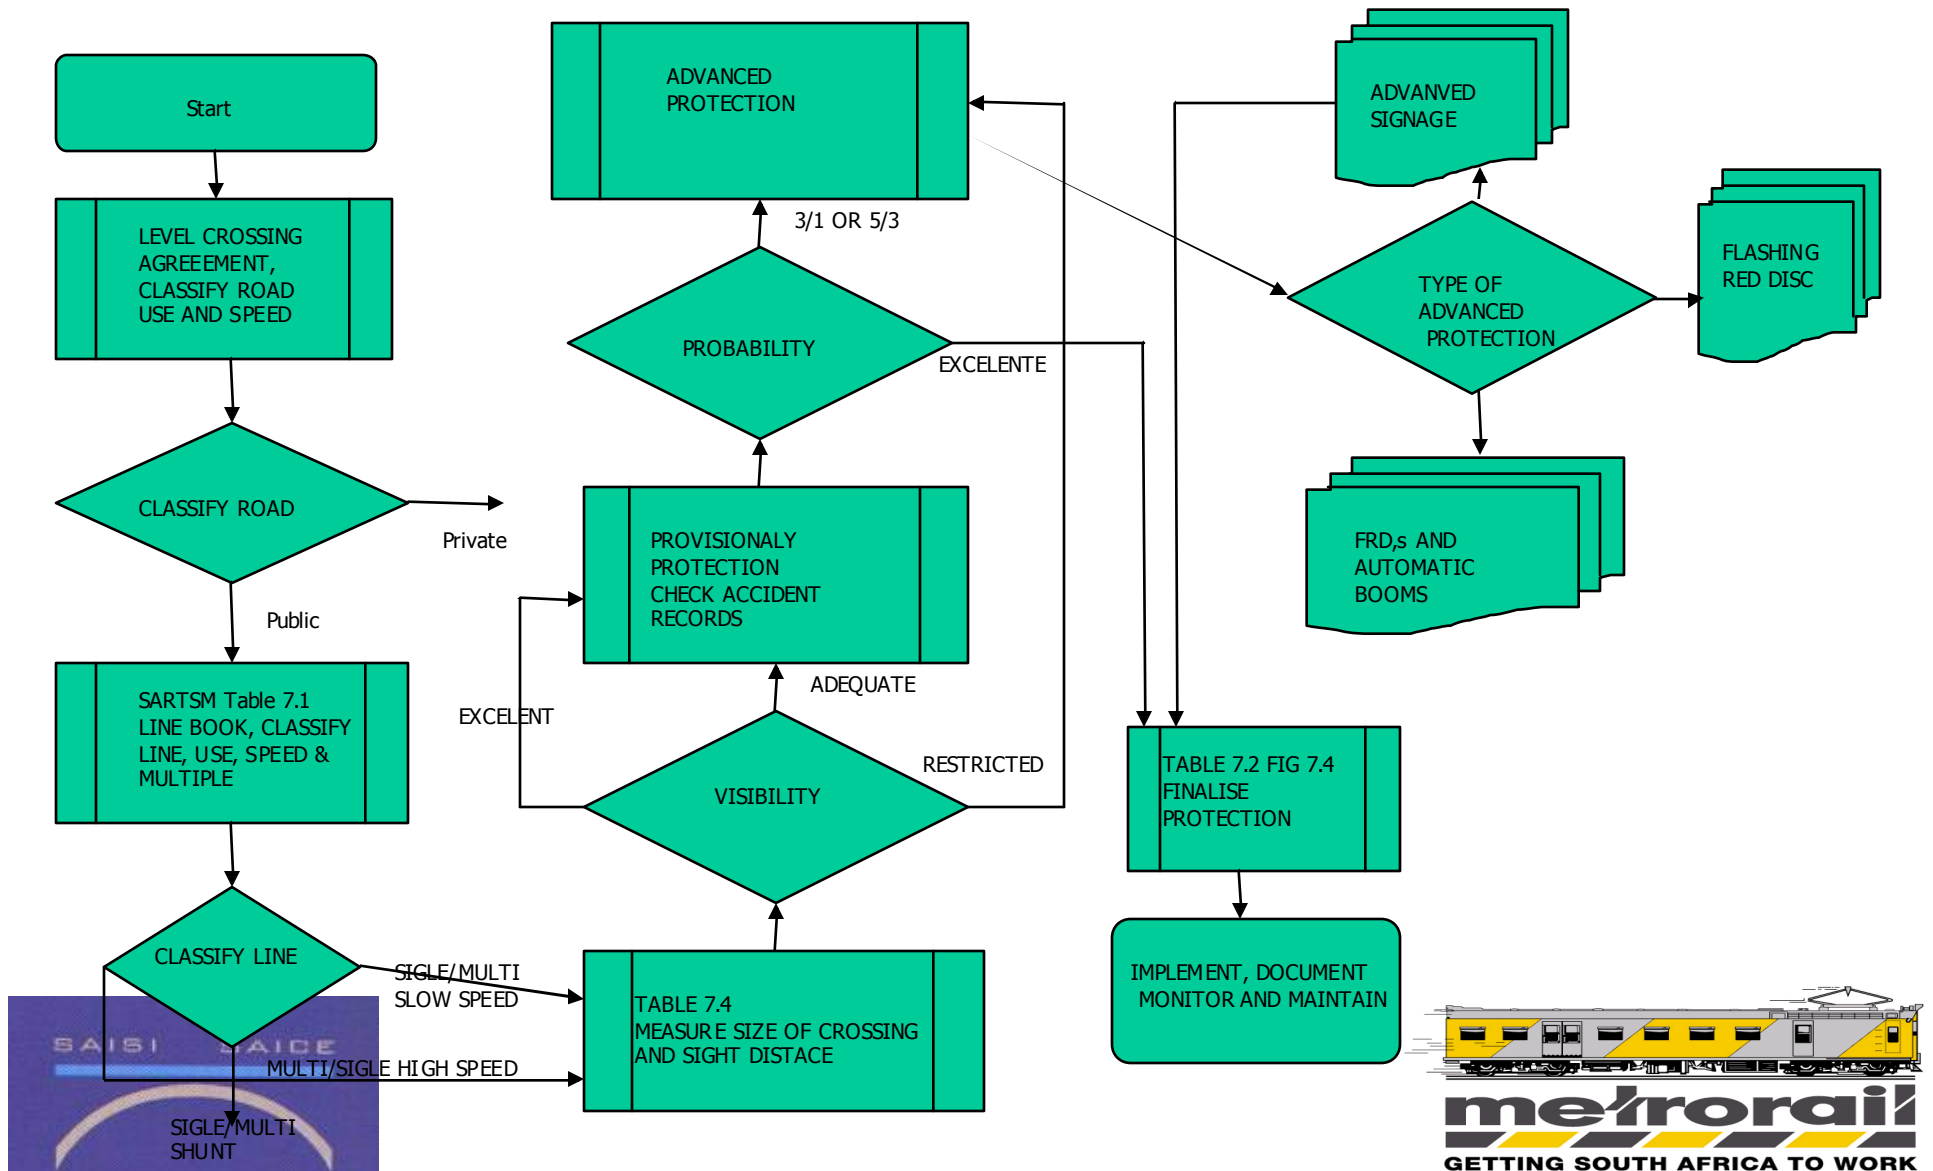 Start
LEVEL CROSSING
AGREEEMENT,
CLASSIFY ROAD
USE AND SPEED
CLASSIFY ROAD
Private
Public
SARTSM Table 7.1
LINE BOOK, CLASSIFY
LINE, USE, SPEED &
MULTIPLE
CLASSIFY LINE
SIGLE/MULTI
SLOW SPEED
MULTI/SIGLE HIGH SPEED
SIGLE/MULTI
SHUNT
SAISI SAICE
ADVANCED
PROTECTION
3/1 OR 5/3
PROBABILITY
EXCELENTE
PROVISIONALY
PROTECTION
CHECK ACCIDENT
RECORDS
ADEQUATE
EXCELENT
RESTRICTED
VISIBILITY
TABLE 7.4
MEASURE SIZE OF CROSSING
AND SIGHT DISTACE
ADVANVED
SIGNAGE
TYPE OF
ADVANCED
PROTECTION
FLASHING
RED DISC
FRD,s AND
AUTOMATIC
BOOMS
TABLE 7.2 FIG 7.4
FINALISE
PROTECTION
IMPLEMENT, DOCUMENT
MONITOR AND MAINTAIN
metrorail
GETTING SOUTH AFRICA TO WORK